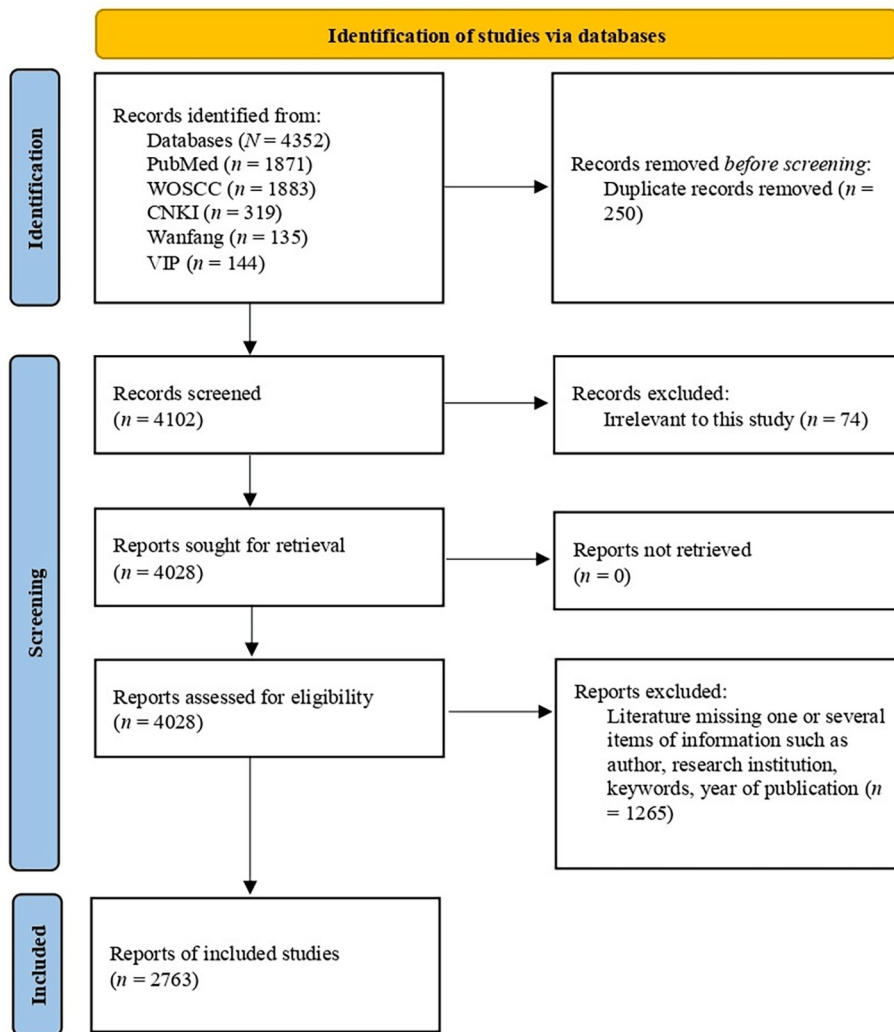 Identification of studies via databases
Identification
Records identified from:
Databases (N = 4352)
PubMed (n = 1871)
WOSCC (n = 1883)
CNKI (n = 319)
Wanfang (n = 135)
VIP (n = 144)
Records removed before screening:
Duplicate records removed (n =
250)
Screening
Records screened
(n = 4102)
Records excluded:
Irrelevant to this study (n = 74)
Reports sought for retrieval
(n = 4028)
Reports not retrieved
(n = 0)
Reports assessed for eligibility
(n = 4028)
Reports excluded:
Literature missing one or several
items of information such as
author, research institution,
keywords, year of publication (n
= 1265)
Included
Reports of included studies
(n = 2763)